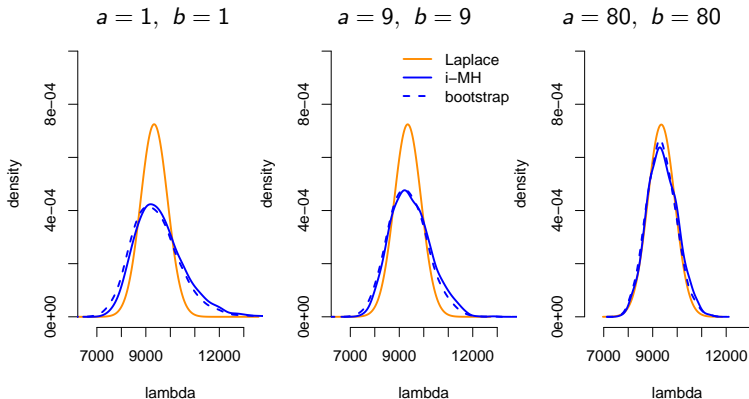 a = 1, b = 1
a = 9, b = 9
a = 80, b = 80
density
0e+00 4e−04 8e−04
7000 9000 12000
lambda
density
0e+00 4e−04 8e−04
7000 9000 12000
lambda
Laplace
i−MH
bootstrap
density
0e+00 4e−04 8e−04
7000 9000 12000
lambda